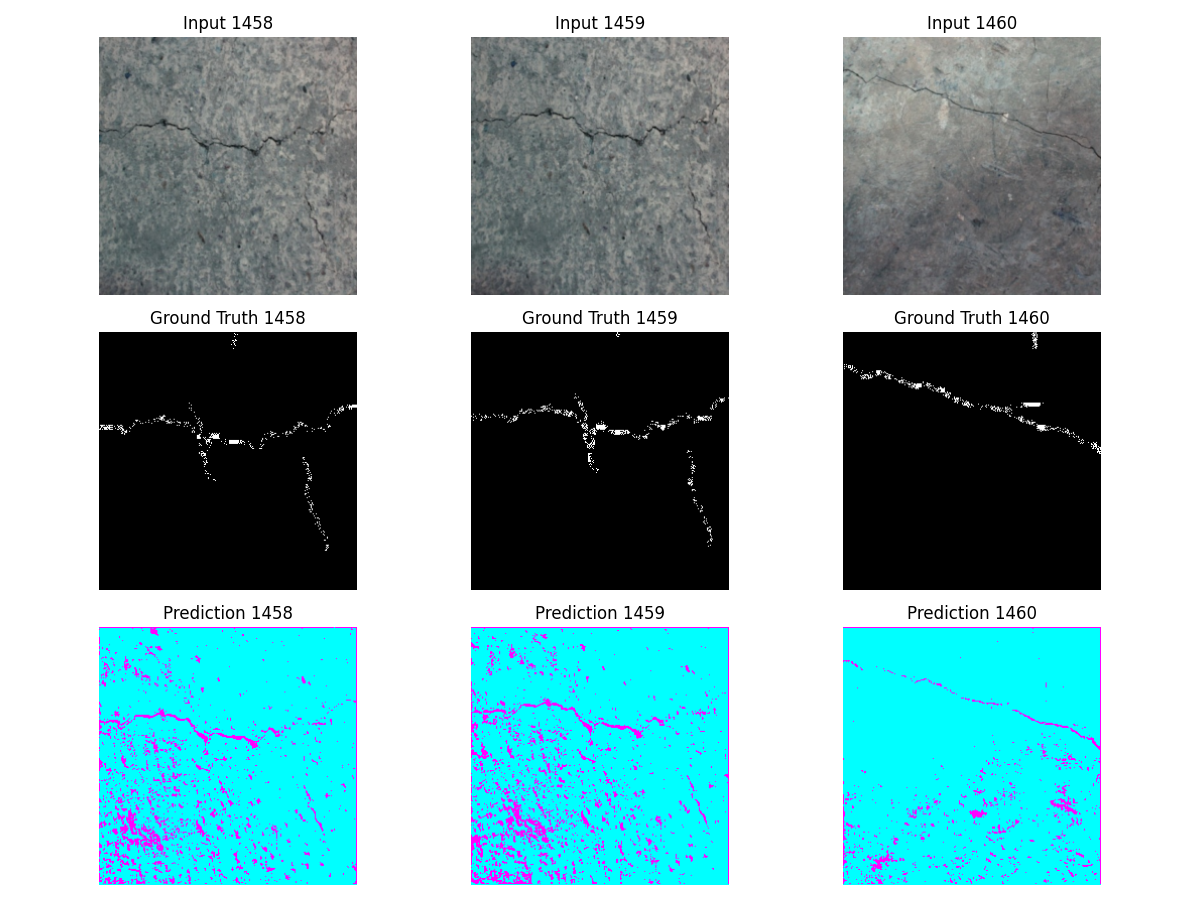 Input 1458
Input 1459
Input 1460
Ground Truth 1458
Ground Truth 1459
Ground Truth 1460
Prediction 1458
Prediction 1459
Prediction 1460